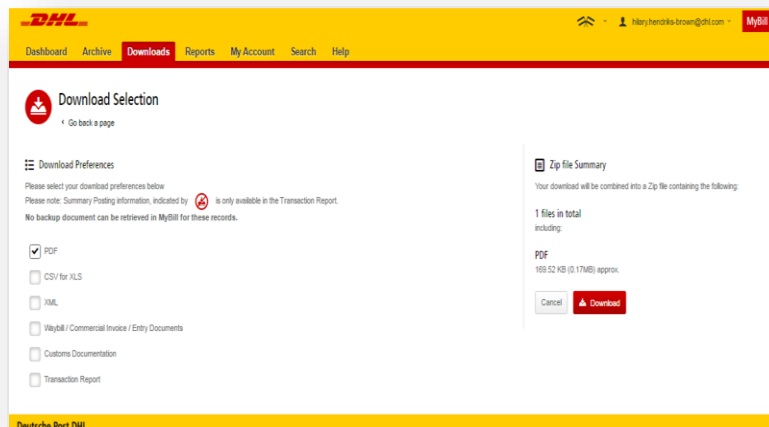 DHL
hilary.hendriks-brown@dhl.com
MyBill
Dashboard Archive Downloads Reports My Account Search Help
Download Selection
Go back a page
Download Preferences
Please select your download preferences below
Please note: Summary Posting information, indicated by is only available in the Transaction Report.
No backup document can be retrieved in MyBill for these records.
PDF
CSV for XLS
XML
Waybill / Commercial Invoice / Entry Documents
Customs Documentation
Transaction Report
Zip file Summary
Your download will be combined into a Zip file containing the following:
1 files in total
including:
PDF
169.52 KB (0.17MB) approx.
Cancel Download
Deutsche Post DHL